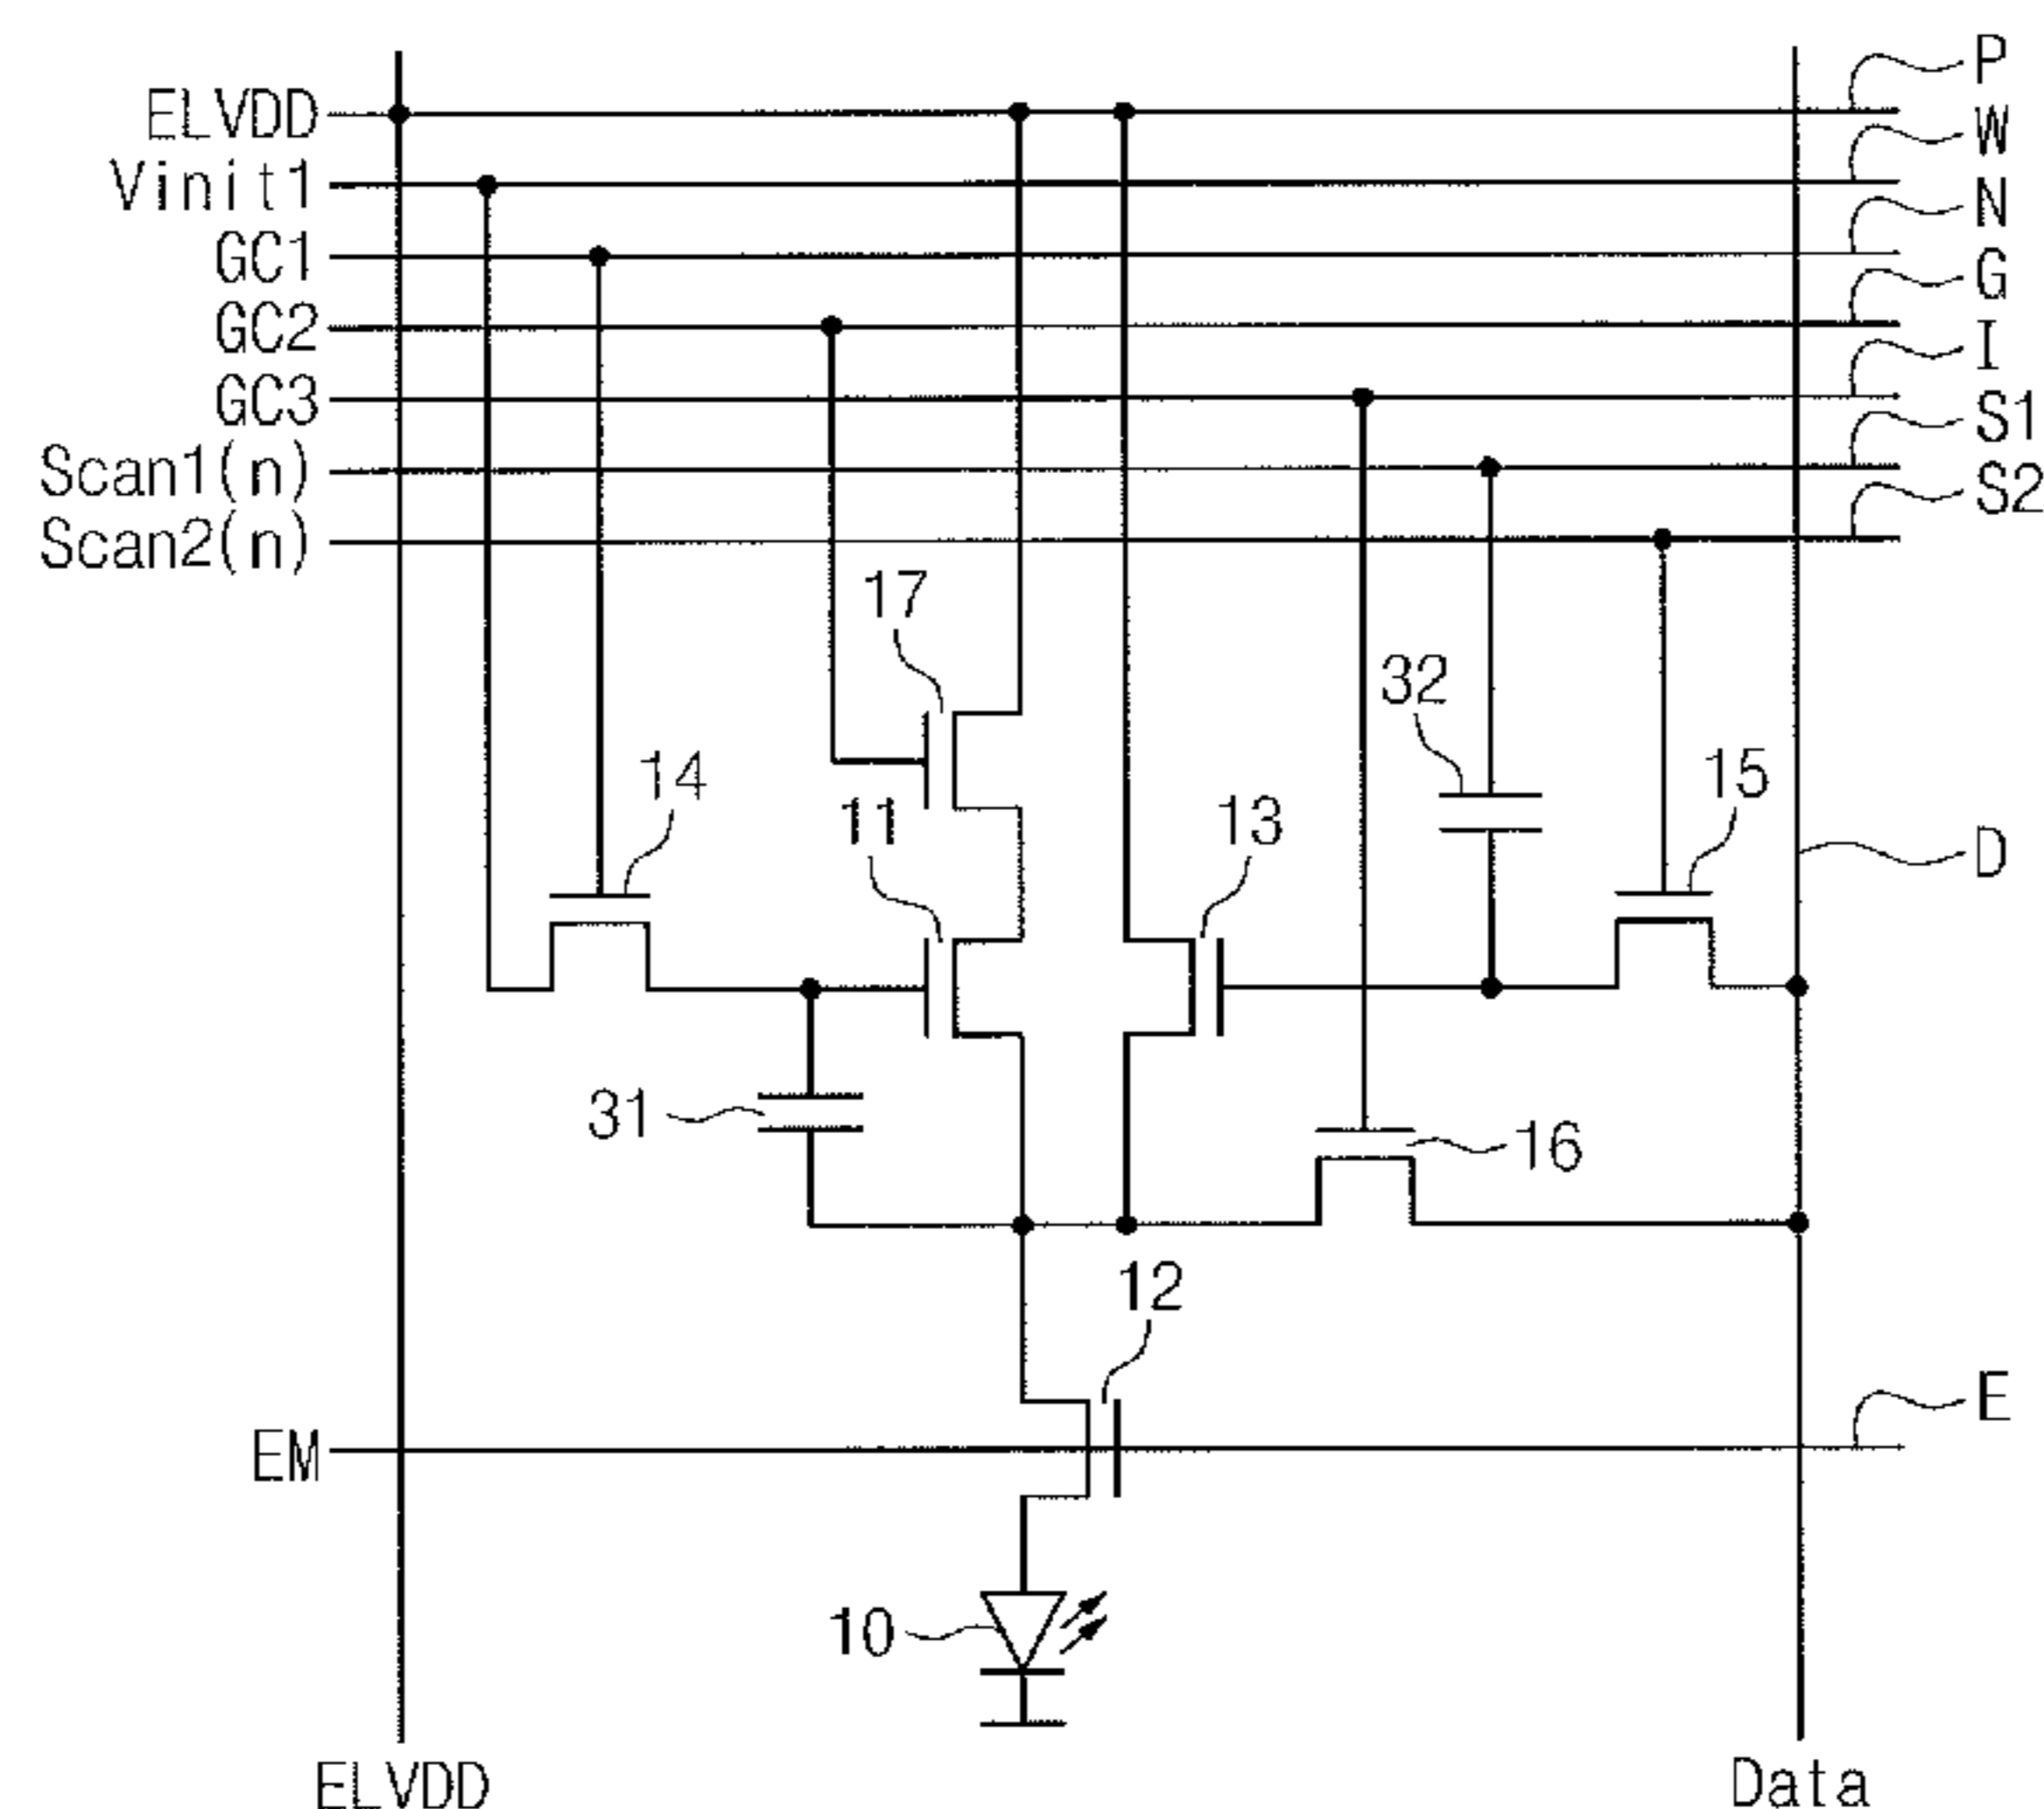 P
ELVDD
W
Vinit1
N
GC1
G
GC2
I
GC3
S1
Scan1(n)
S2
Scan2(n)
17
32
14
15
11
13
D
31
16
12
E
EM
10
ELVDD
Data